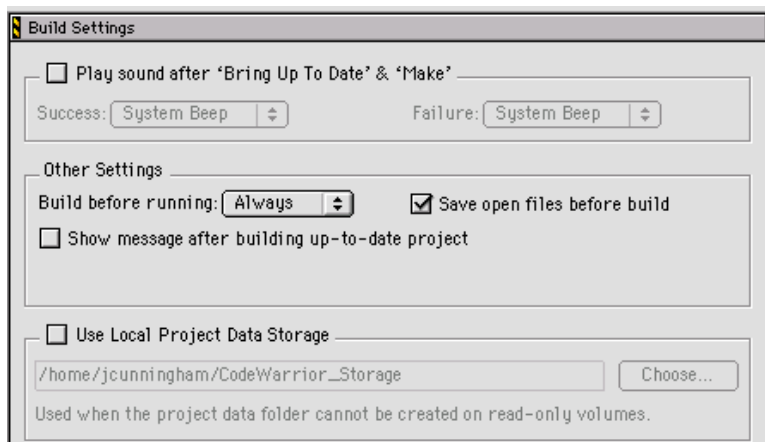 Build Settings
Play sound after ‘Bring Up To Date’ & ‘Make’
Success: System Beep Failure: System Beep
Other Settings
Build before running: Always Save open files before build
Show message after building up-to-date project
Use Local Project Data Storage
/home/jcunningham/CodeWarrior_Storage Choose...
Used when the project data folder cannot be created on read-only volumes.